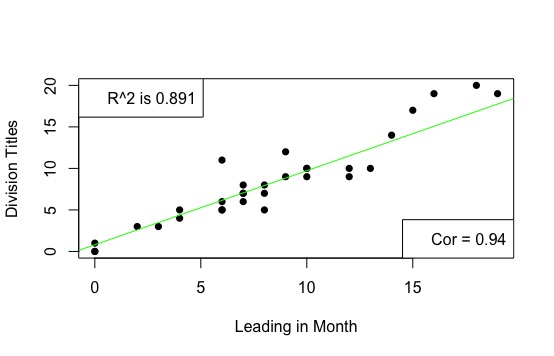 R^2 is 0.891
20
15
10
5
0
Division Titles
Cor = 0.94
0 5 10 15
Leading in Month